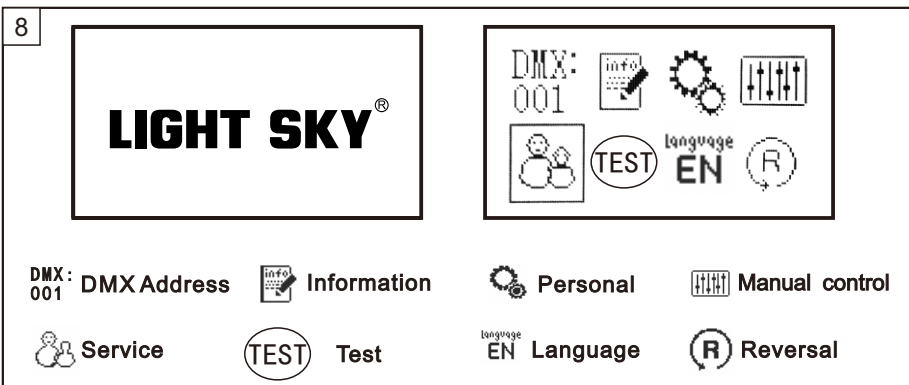 8
LIGHT SKY®
DMX:
001
info
TEST
language
EN
R
DMX:
001
DMX Address
info
Information
Personal
Manual control
Service
TEST
Test
language
EN
Language
R
Reversal